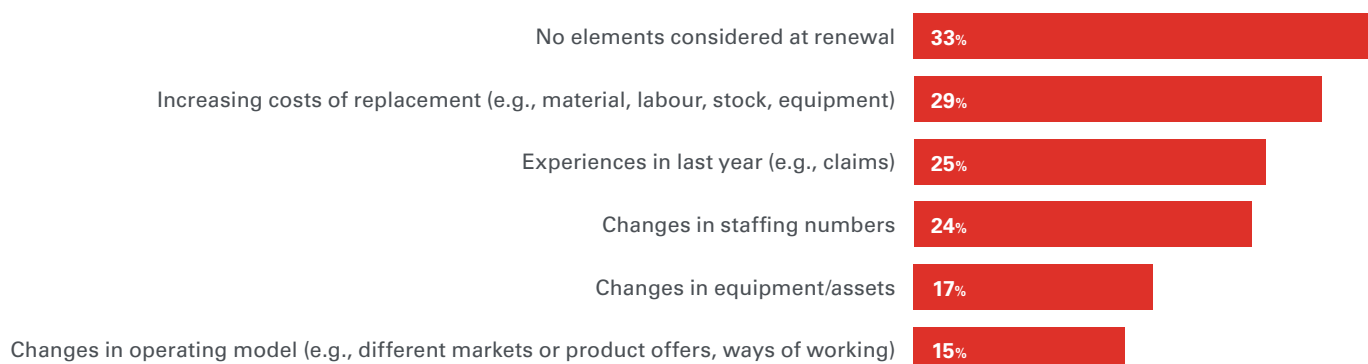 No elements considered at renewal 33%
Increasing costs of replacement (e.g., material, labour, stock, equipment) 29%
Experiences in last year (e.g., claims) 25%
Changes in staffing numbers 24%
Changes in equipment/assets 17%
Changes in operating model (e.g., different markets or product offers, ways of working) 15%